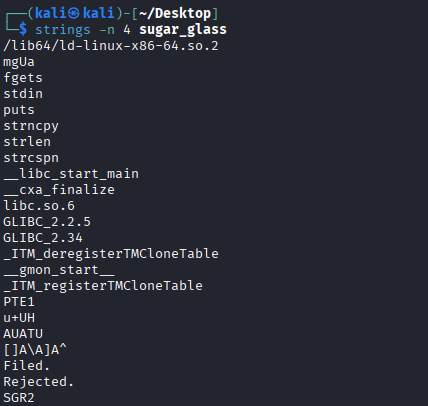 ┌──(kali㉿kali)-[~/Desktop]
└─$ strings -n 4 sugar_glass
/lib64/ld-linux-x86-64.so.2
mgUa
fgets
stdin
puts
strncpy
strlen
strcspn
__libc_start_main
__cxa_finalize
libc.so.6
GLIBC_2.2.5
GLIBC_2.34
_ITM_deregisterTMCloneTable
__gmon_start__
_ITM_registerTMCloneTable
PTE1
u+UH
AUATU
[]A\A]A^
Filed.
Rejected.
SGR2